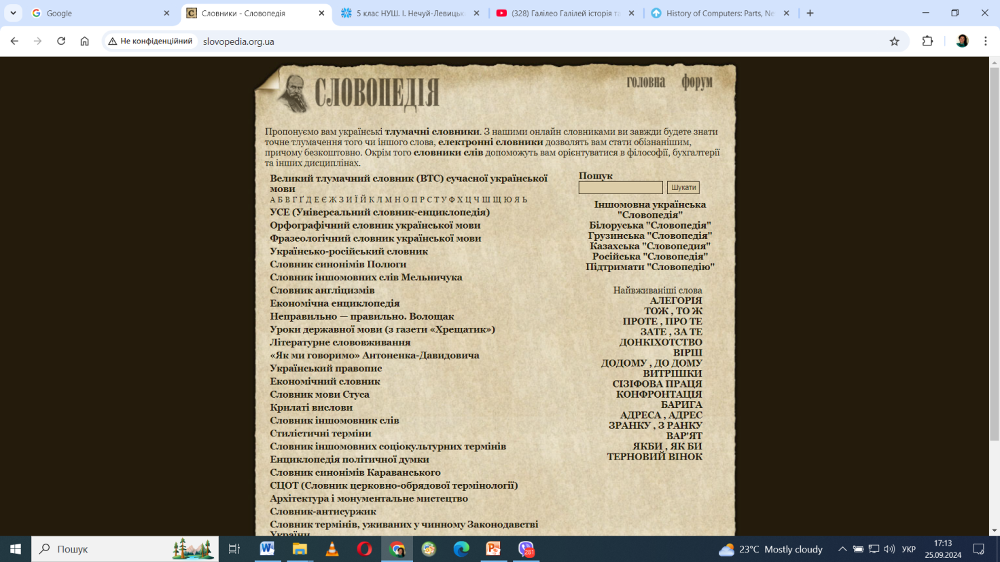 Google
Словники - Словопедія
5 клас НУШ. І. Нечуй-Левицьк
(328) Галілео Галілей історія та
History of Computers: Parts, Ne
Не конфіденційний
slovopedia.org.ua
СЛОВОПЕДІЯ
головна форум
Пропонуємо вам українські тлумачні словники. З нашими онлайн словниками ви завжди будете знати
точне тлумачення того чи іншого слова, електронні словники дозволять вам стати обізнанішим,
причому безкоштовно. Окрім того словники слів допоможуть вам орієнтуватися в філософії, бухгалтерії
та інших дисциплінах.
Великий тлумачний словник (ВТС) сучасної української
мови
А Б В Г Ґ Д Е Є Ж З И Ї Й К Л М Н О П Р С Т У Ф Х Ц Ч Ш Щ Ю Я Ь
УСЕ (Універсальний словник-енциклопедія)
Орфографічний словник української мови
Фразеологічний словник української мови
Українсько-російський словник
Словник синонімів Полюги
Словник іншомовних слів Мельничука
Словник англіцизмів
Економічна енциклопедія
Неправильно — правильно. Волощак
Уроки державної мови (з газети «Хрещатик»)
Літературне слововживання
«Як ми говоримо» Антоненка-Давидовича
Український правопис
Економічний словник
Словник мови Стуса
Крилаті вислови
Словник іншомовник слів
Стилістичні терміни
Словник іншомовних соціокультурних термінів
Енциклопедія політичної думки
Словник синонімів Караванського
СЦОТ (Словник церковно-обрядової термінології)
Архітектура і монументальне мистецтво
Словник-антисуржик
Словник термінів, уживаних у чинному Законодавстві
України
Пошук
Шукати
Іншомовна українська
"Словопедія"
Білоруська "Словопедія"
Грузинська "Словопедія"
Казахська "Словопедия"
Російська "Словопедія"
Підтримати "Словопедію"
Найвживаніші слова
АЛЕГОРІЯ
ТОЖ , ТО Ж
ПРОТЕ , ПРО ТЕ
ЗАТЕ , ЗА ТЕ
ДОНКІХОТСТВО
ВІРШ
ДОДОМУ , ДО ДОМУ
ВИТРІШКИ
СІЗІФОВА ПРАЦЯ
КОНФРОНТАЦІЯ
БАРИГА
АДРЕСА , АДРЕС
ЗРАНКУ , З РАНКУ
ВАР'ЯТ
ЯКБИ , ЯК БИ
ТЕРНОВИЙ ВІНОК
Пошук
281
23°C Mostly cloudy
УКР
17:13
25.09.2024